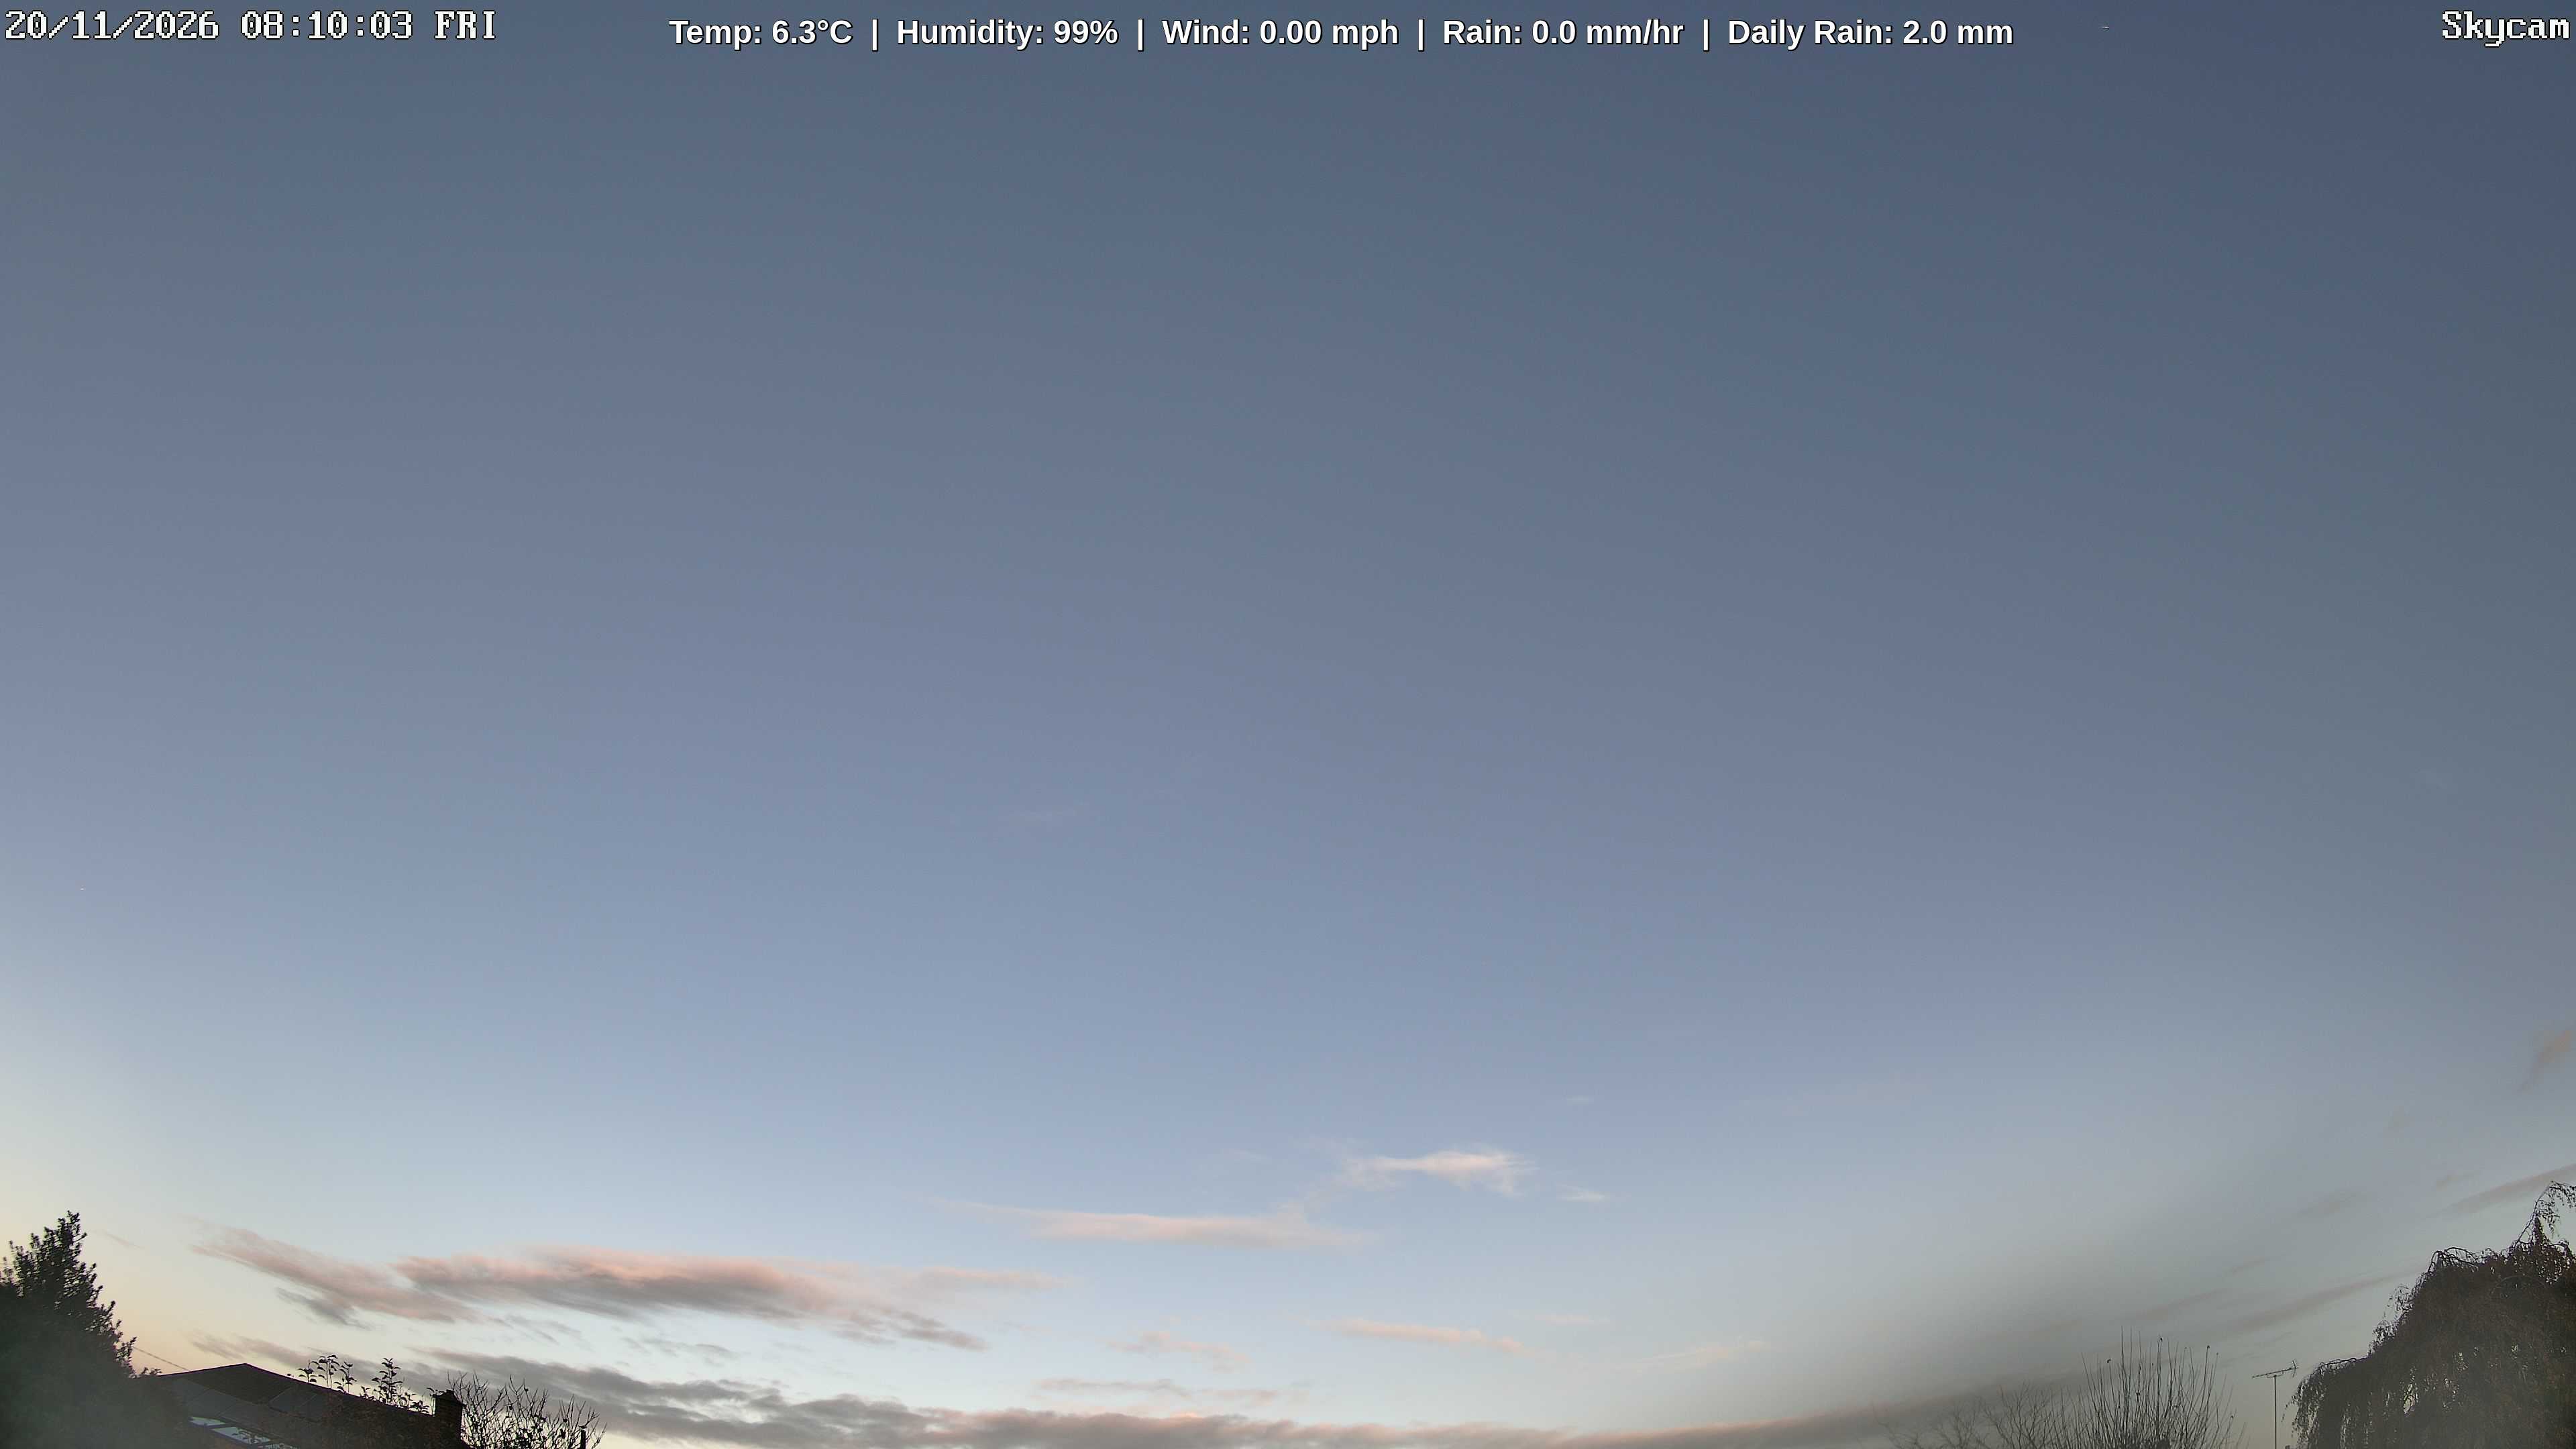 20/11/2026 08:10:03 FRI
Temp: 6.3°C | Humidity: 99% | Wind: 0.00 mph | Rain: 0.0 mm/hr | Daily Rain: 2.0 mm
Skycam